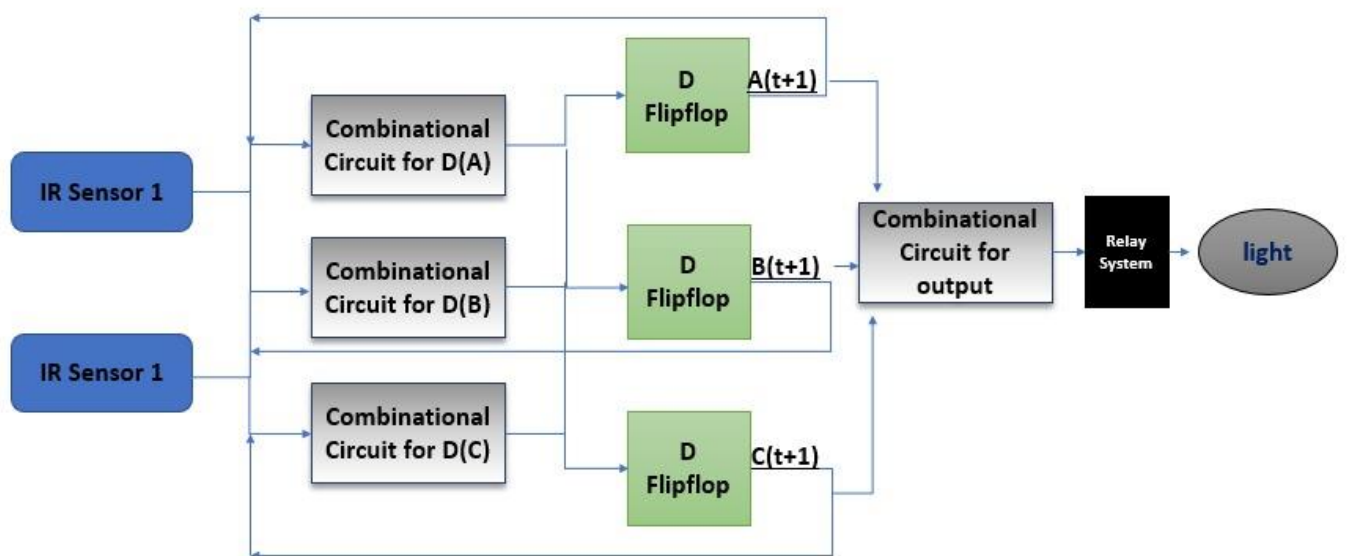 IR Sensor 1
IR Sensor 1
Combinational
Circuit for D(A)
Combinational
Circuit for D(B)
Combinational
Circuit for D(C)
D
Flipflop
A(t+1)
D
Flipflop
B(t+1)
D
Flipflop
C(t+1)
Combinational
Circuit for
output
Relay
System
light